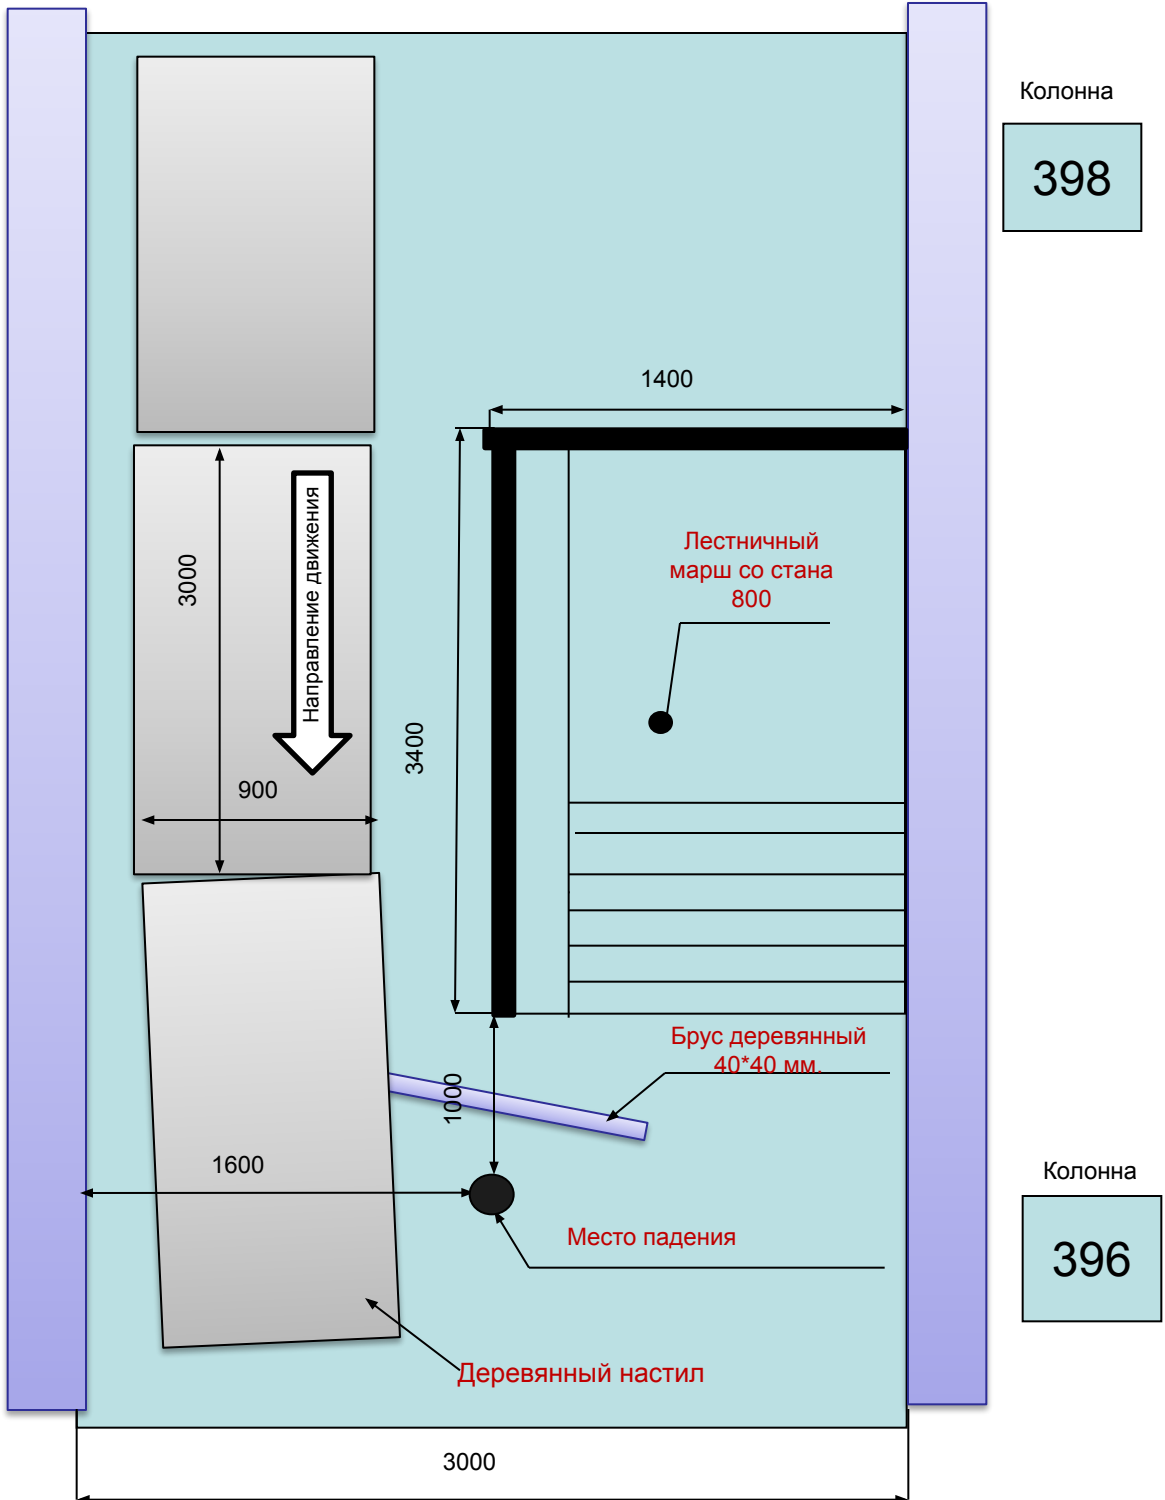 Колонна
398
1400
Лестничный
марш со стана
800
Направление движения
3000
900
3400
Брус деревянный
40*40 мм.
1000
1600
Колонна
396
Место падения
Деревянный настил
3000